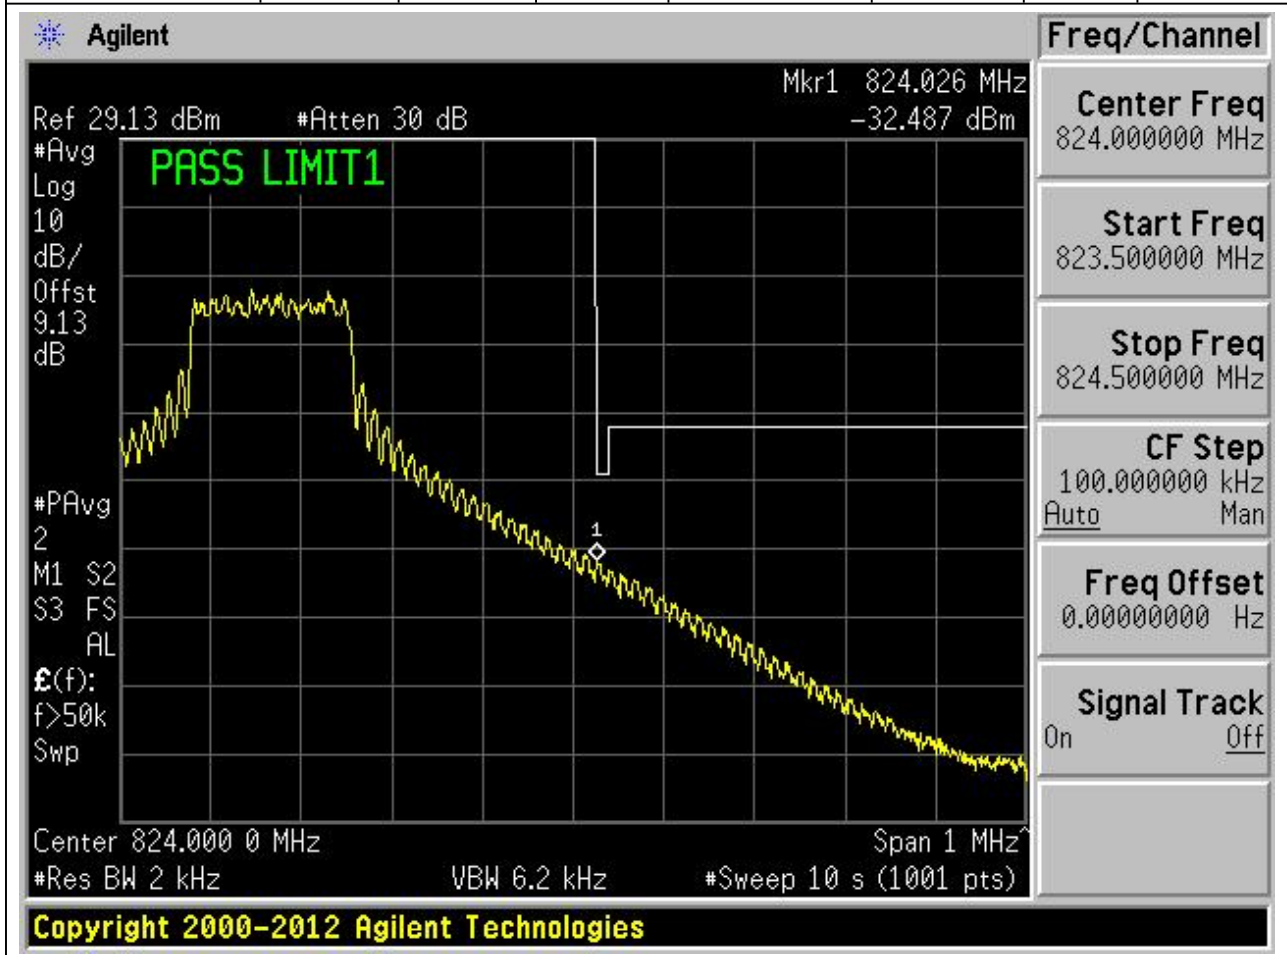 Agilent
Freq/Channel
Mkr1 824.026 MHz
Ref 29.13 dBm #Atten 30 dB -32.487 dBm
#Avg
Log
10
dB/
Offst
9.13
dB
PASS LIMIT1
1
#PAvg
2
M1 S2
S3 FS
AL
£(f):
f>50k
Swp
Center 824.000 0 MHz Span 1 MHz^
#Res BW 2 kHz VBW 6.2 kHz #Sweep 10 s (1001 pts)
Center Freq
824.000000 MHz
Start Freq
823.500000 MHz
Stop Freq
824.500000 MHz
CF Step
100.000000 kHz
Auto Man
Freq Offset
0.00000000 Hz
Signal Track
On Off
Copyright 2000-2012 Agilent Technologies